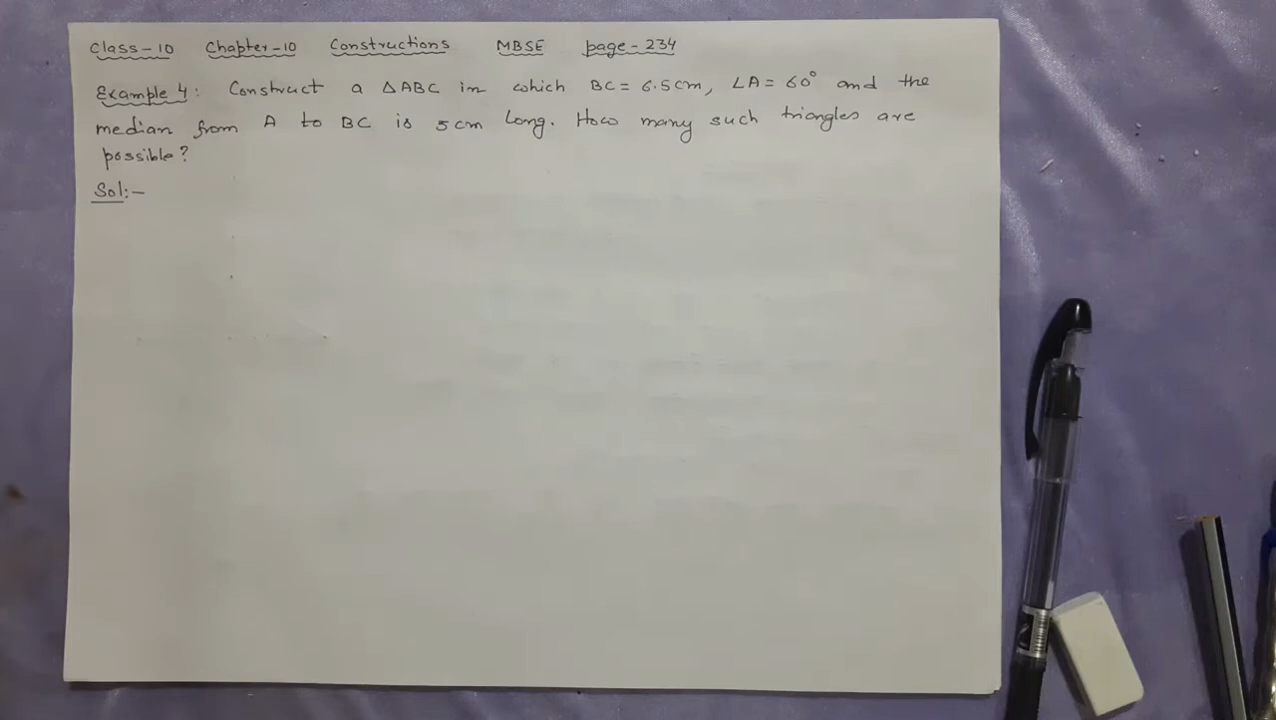 Class-10 Chapter-10 Constructions MBSE page-234
Example 4: Construct a ΔABC in which BC = 6.5cm, ∠A = 60° and the
median from A to BC is 5cm long. How many such triangles are
possible?
Sol:-